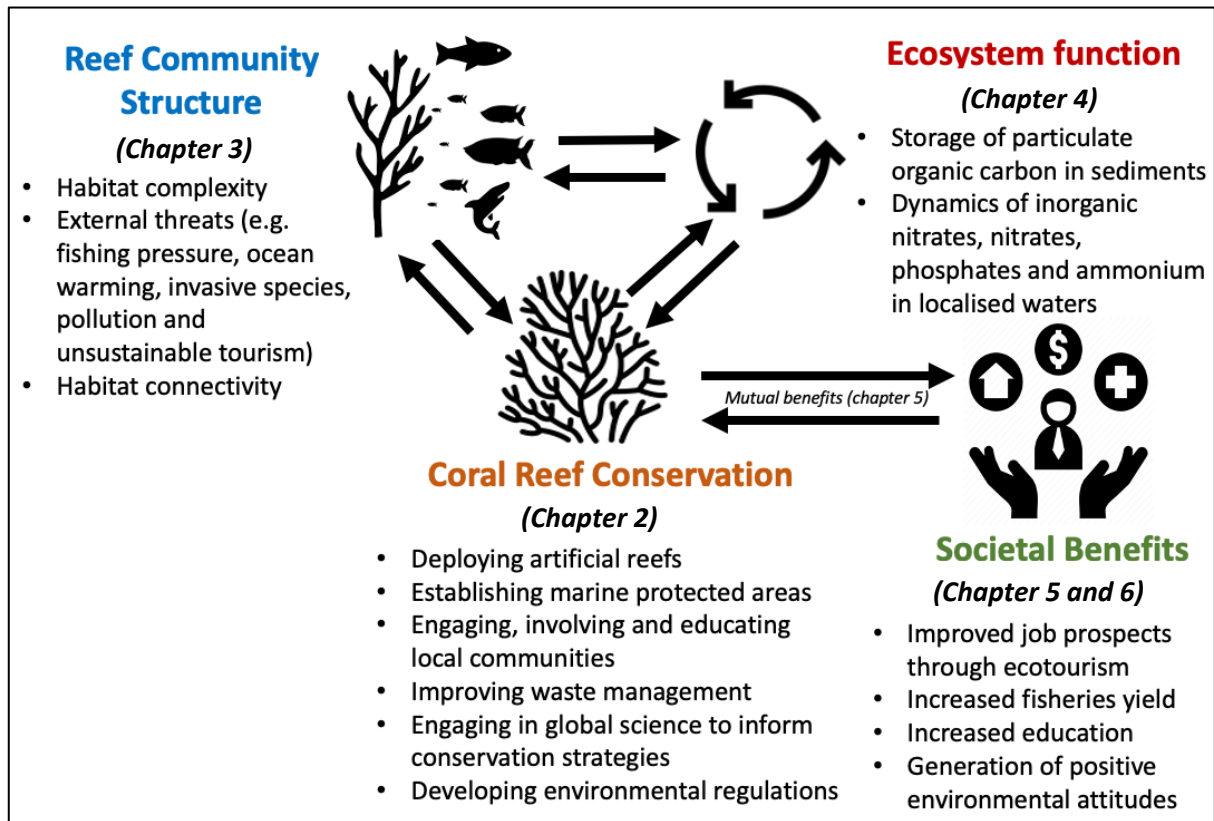 Reef Community
Structure
(Chapter 3)
• Habitat complexity
• External threats (e.g.
fishing pressure, ocean
warming, invasive species,
pollution and
unsustainable tourism)
• Habitat connectivity
Ecosystem function
(Chapter 4)
• Storage of particulate
organic carbon in sediments
• Dynamics of inorganic
nitrates, nitrates,
phosphates and ammonium
in localised waters
Mutual benefits (chapter 5)
$
Coral Reef Conservation
(Chapter 2)
• Deploying artificial reefs
• Establishing marine protected areas
• Engaging, involving and educating
local communities
• Improving waste management
• Engaging in global science to inform
conservation strategies
• Developing environmental regulations
Societal Benefits
(Chapter 5 and 6)
• Improved job prospects
through ecotourism
• Increased fisheries yield
• Increased education
• Generation of positive
environmental attitudes